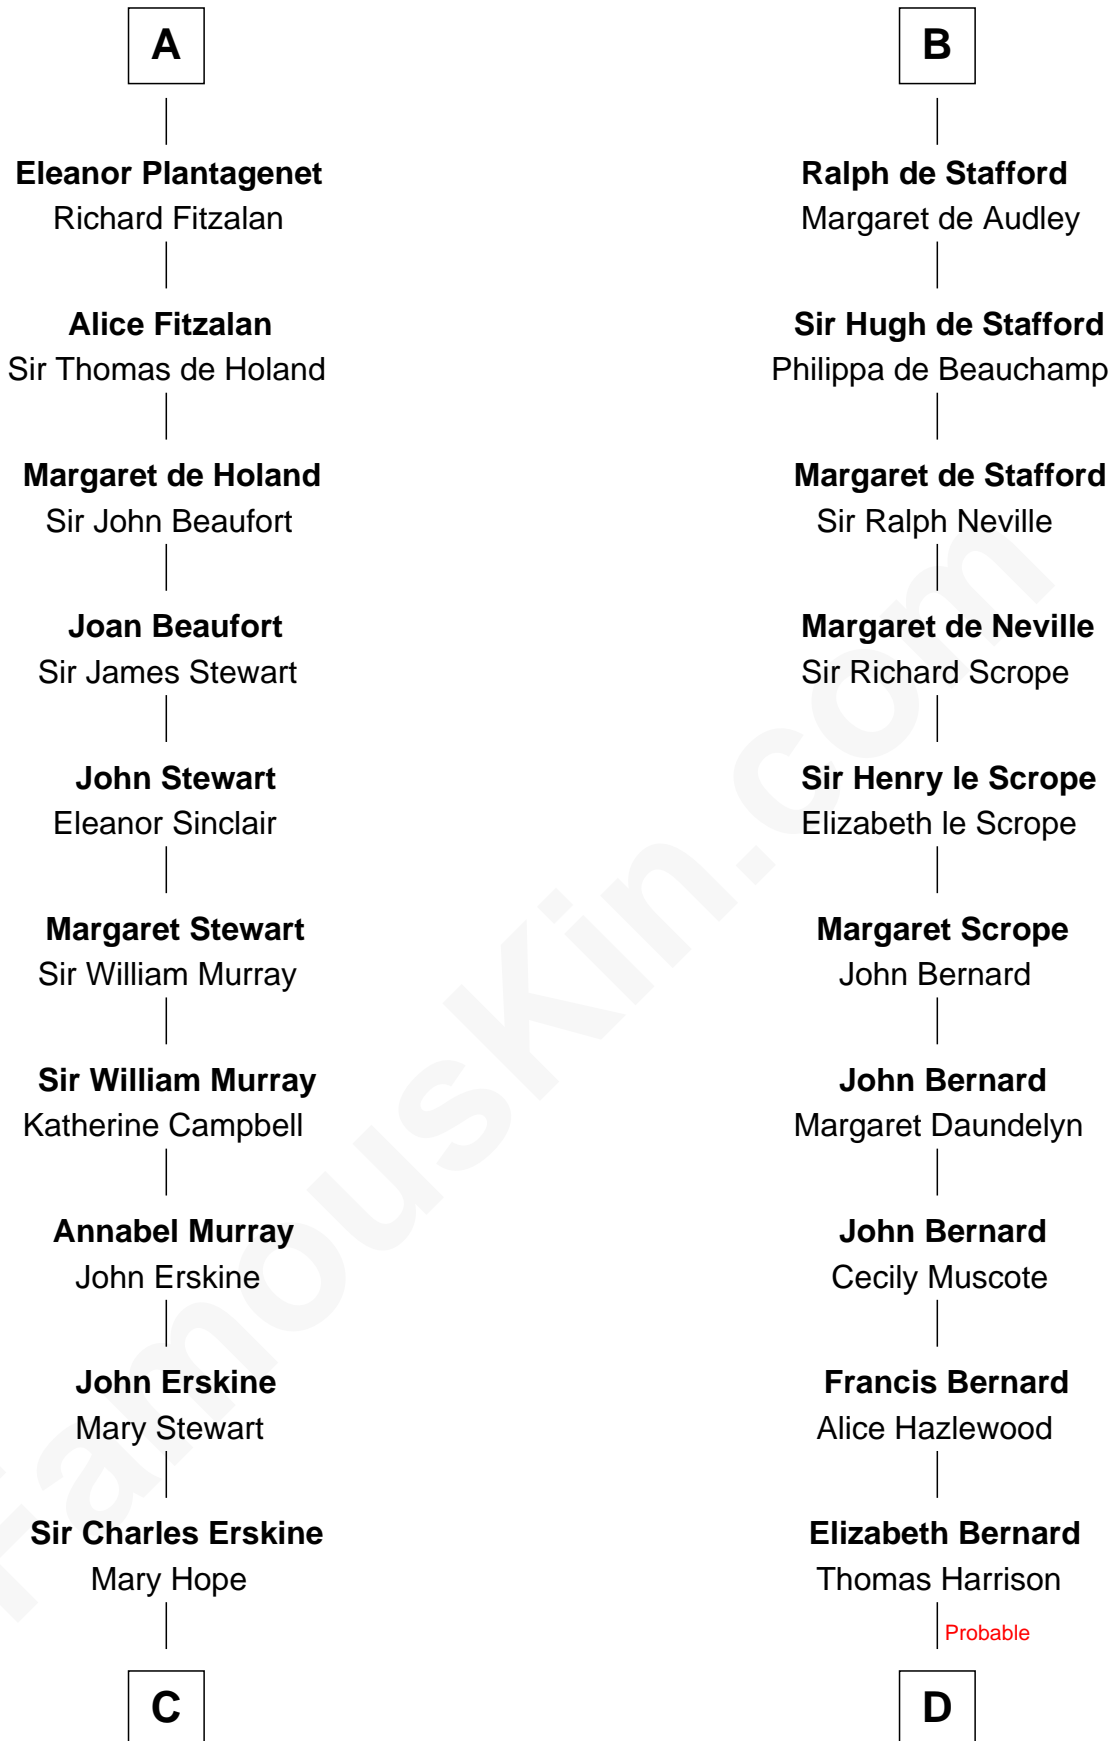 A
Eleanor Plantagenet
Richard Fitzalan
Alice Fitzalan
Sir Thomas de Holand
Margaret de Holand
Sir John Beaufort
Joan Beaufort
Sir James Stewart
John Stewart
Eleanor Sinclair
Margaret Stewart
Sir William Murray
Sir William Murray
Katherine Campbell
Annabel Murray
John Erskine
John Erskine
Mary Stewart
Sir Charles Erskine
Mary Hope
C
B
Ralph de Stafford
Margaret de Audley
Sir Hugh de Stafford
Philippa de Beauchamp
Margaret de Stafford
Sir Ralph Neville
Margaret de Neville
Sir Richard Scrope
Sir Henry le Scrope
Elizabeth le Scrope
Margaret Scrope
John Bernard
John Bernard
Margaret Daundelyn
John Bernard
Cecily Muscote
Francis Bernard
Alice Hazlewood
Elizabeth Bernard
Thomas Harrison
Probable
D
FamousKin.com